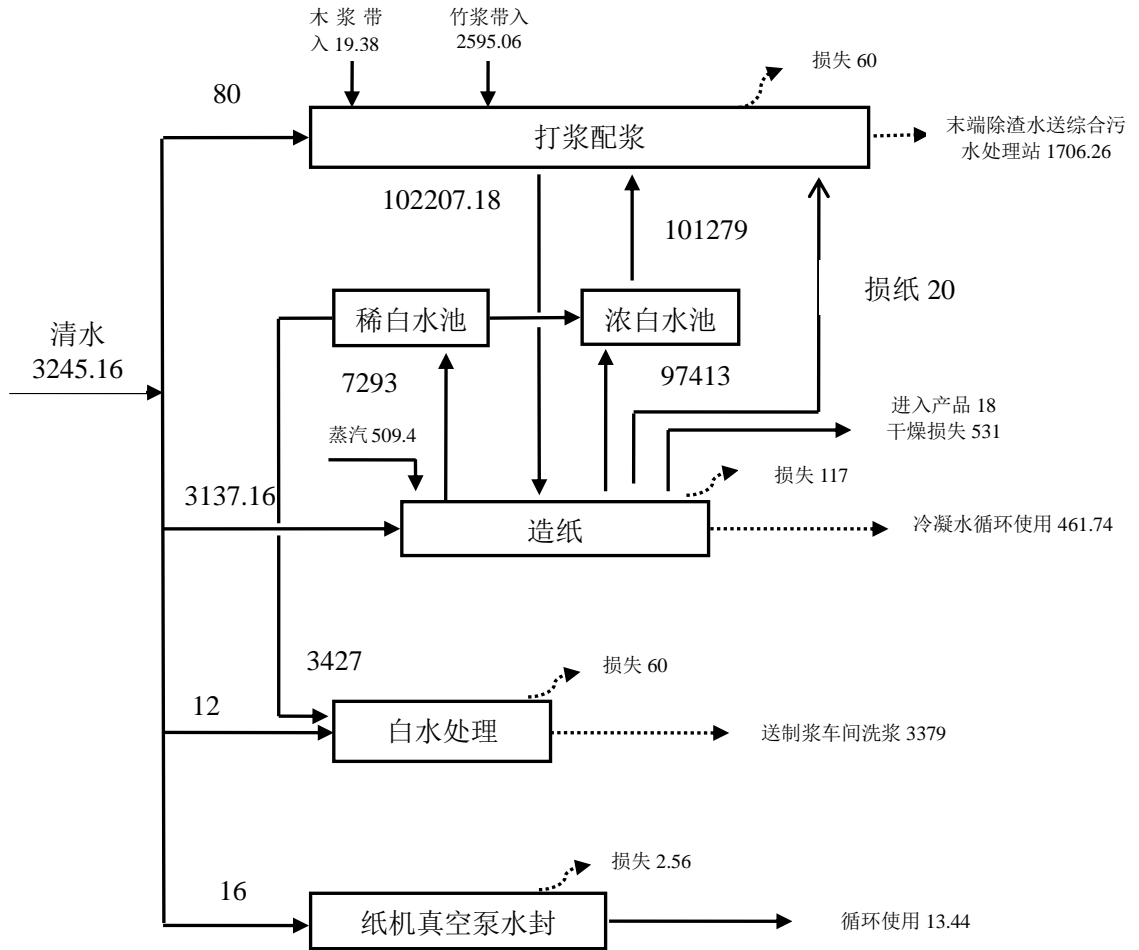 木 浆 带
入 19.38
竹浆带入
2595.06
损失 60
80
打浆配浆
末端除渣水送综合污
水处理站 1706.26
102207.18
101279
损纸 20
稀白水池
浓白水池
清水
3245.16
7293
97413
进入产品 18
干燥损失 531
蒸汽 509.4
损失 117
3137.16
造纸
冷凝水循环使用 461.74
3427
损失 60
12
白水处理
送制浆车间洗浆 3379
损失 2.56
16
纸机真空泵水封
循环使用 13.44